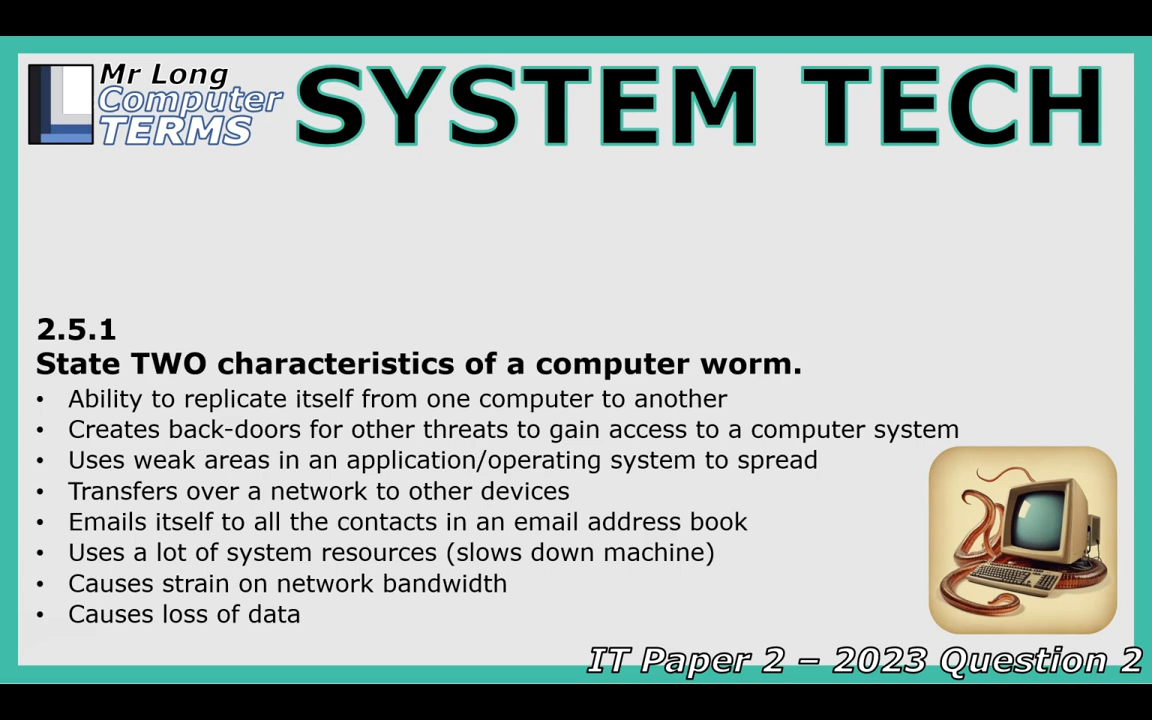 Mr Long
Computer
TERMS
SYSTEM TECH
2.5.1
State TWO characteristics of a computer worm.
• Ability to replicate itself from one computer to another
• Creates back-doors for other threats to gain access to a computer system
• Uses weak areas in an application/operating system to spread
• Transfers over a network to other devices
• Emails itself to all the contacts in an email address book
• Uses a lot of system resources (slows down machine)
• Causes strain on network bandwidth
• Causes loss of data
IT Paper 2 – 2023 Question 2